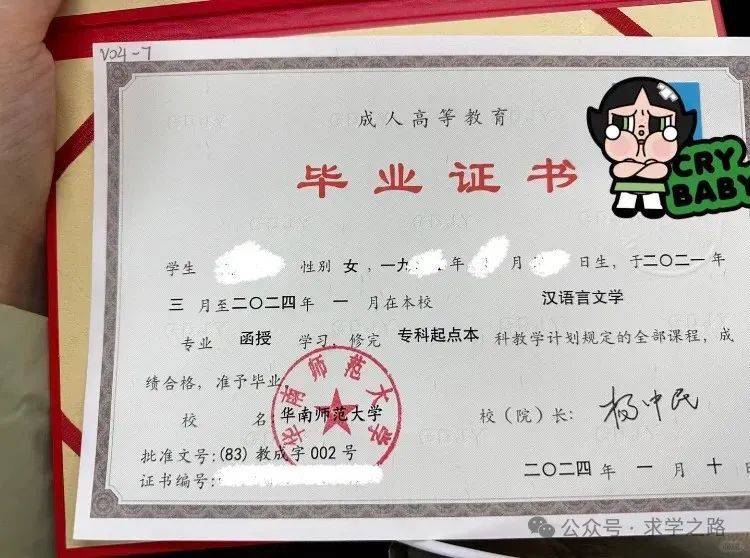 V04-7
成人高等教育
毕业证书
CRY
BABY
学生 性别 女，一九 年 月 日生，于二〇二一年
三 月至二〇二四年 一 月在本校 汉语言文学
专业 函授 学习，修完 专科起点本 科教学计划规定的全部课程，成
绩合格，准予毕业。
华南师范大学
校 名：华南师范大学 校（院）长：杨中民
批准文号：(83) 教成字 002 号
证书编号：
二〇二四 年 一 月 十 日
公众号·求学之路